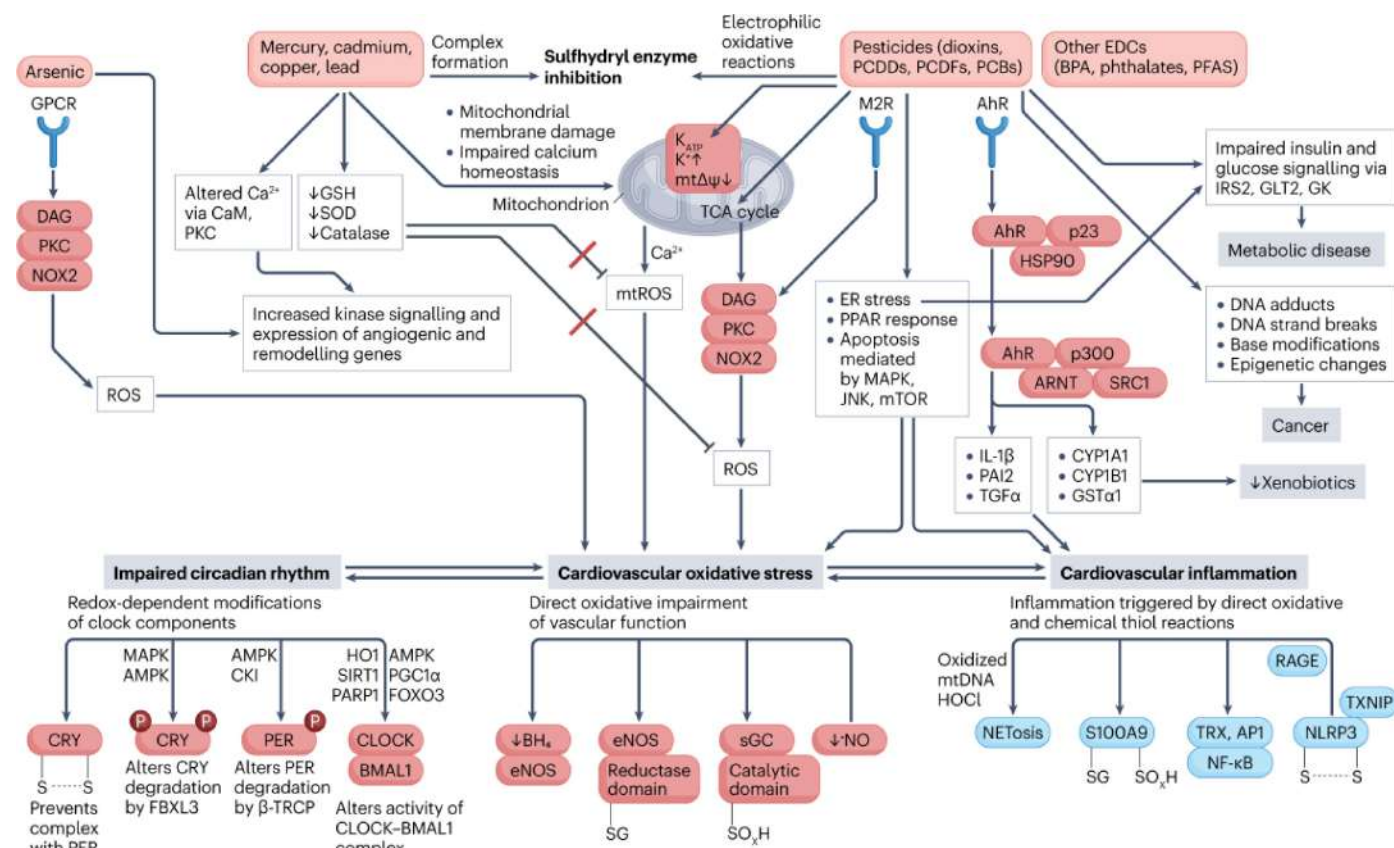 Arsenic
GPCR
DAG
PKC
NOX2
ROS
Mercury, cadmium,
copper, lead
Complex
formation
Sulfhydryl enzyme
inhibition
Electrophilic
oxidative
reactions
Pesticides (dioxins,
PCDDs, PCDFs, PCBs)
Other EDCs
(BPA, phthalates, PFAS)
• Mitochondrial
membrane damage
• Impaired calcium
homeostasis
Altered Ca²⁺
via CaM,
PKC
↓GSH
↓SOD
↓Catalase
Increased kinase signalling and
expression of angiogenic and
remodelling genes
Mitochondrion
K_ATP
K⁺↑
mtΔψ↓
TCA cycle
Ca²⁺
mtROS
M2R
DAG
PKC
NOX2
ROS
• ER stress
• PPAR response
• Apoptosis
mediated
by MAPK,
JNK, mTOR
AhR
AhR
p23
HSP90
AhR
p300
ARNT
SRC1
• IL-1β
• PAI2
• TGFα
• CYP1A1
• CYP1B1
• GSTα1
↓Xenobiotics
Impaired insulin and
glucose signalling via
IRS2, GLT2, GK
Metabolic disease
• DNA adducts
• DNA strand breaks
• Base modifications
• Epigenetic changes
Cancer
Impaired circadian rhythm
Cardiovascular oxidative stress
Cardiovascular inflammation
Redox-dependent modifications
of clock components
MAPK
AMPK
AMPK
CKI
HO1
SIRT1
PARP1
AMPK
PGC1α
FOXO3
CRY
S
S
Prevents
complex
with PER
P
P
CRY
Alters CRY
degradation
by FBXL3
P
PER
Alters PER
degradation
by β-TRCP
CLOCK
BMAL1
Alters activity of
CLOCK–BMAL1
complex
Direct oxidative impairment
of vascular function
↓BH₄
eNOS
eNOS
Reductase
domain
SG
sGC
Catalytic
domain
SOₓH
↓•NO
Inflammation triggered by direct oxidative
and chemical thiol reactions
Oxidized
mtDNA
HOCl
NETosis
S100A9
SG
SOₓH
TRX, AP1
NF-κB
RAGE
TXNIP
NLRP3
S
S